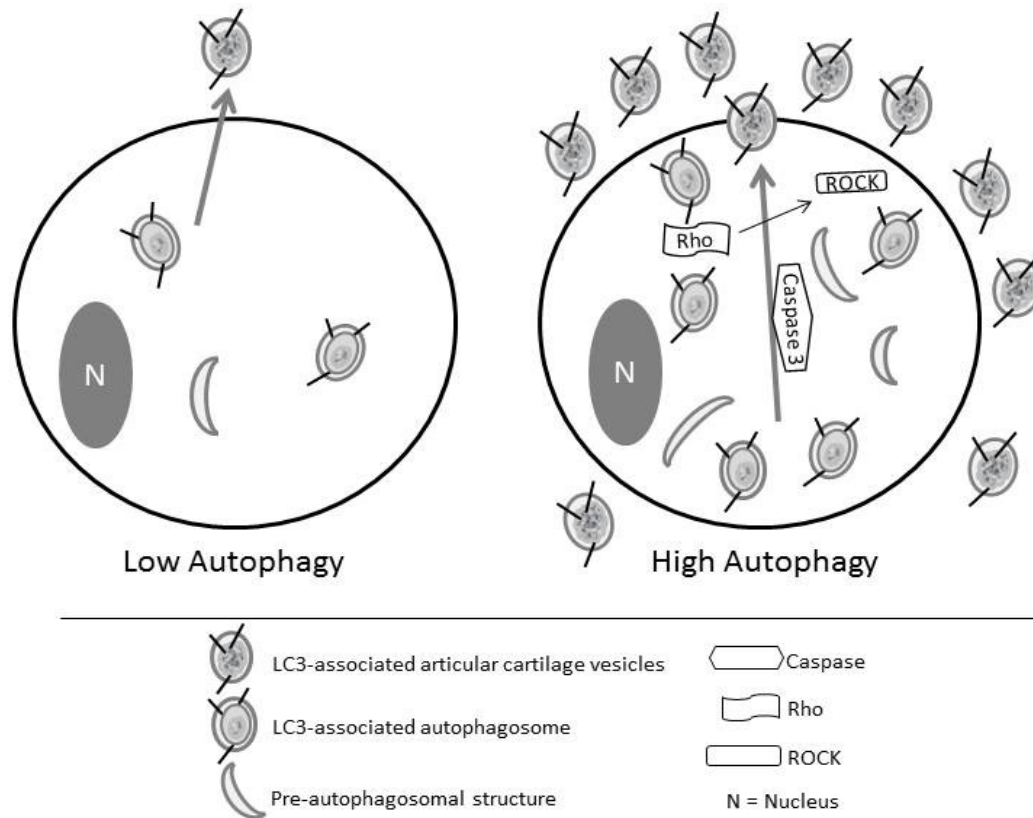 ROCK
Rho
Caspase 3
N
N
Low Autophagy
High Autophagy
LC3-associated articular cartilage vesicles
Caspase
LC3-associated autophagosome
Rho
ROCK
Pre-autophagosomal structure
N = Nucleus